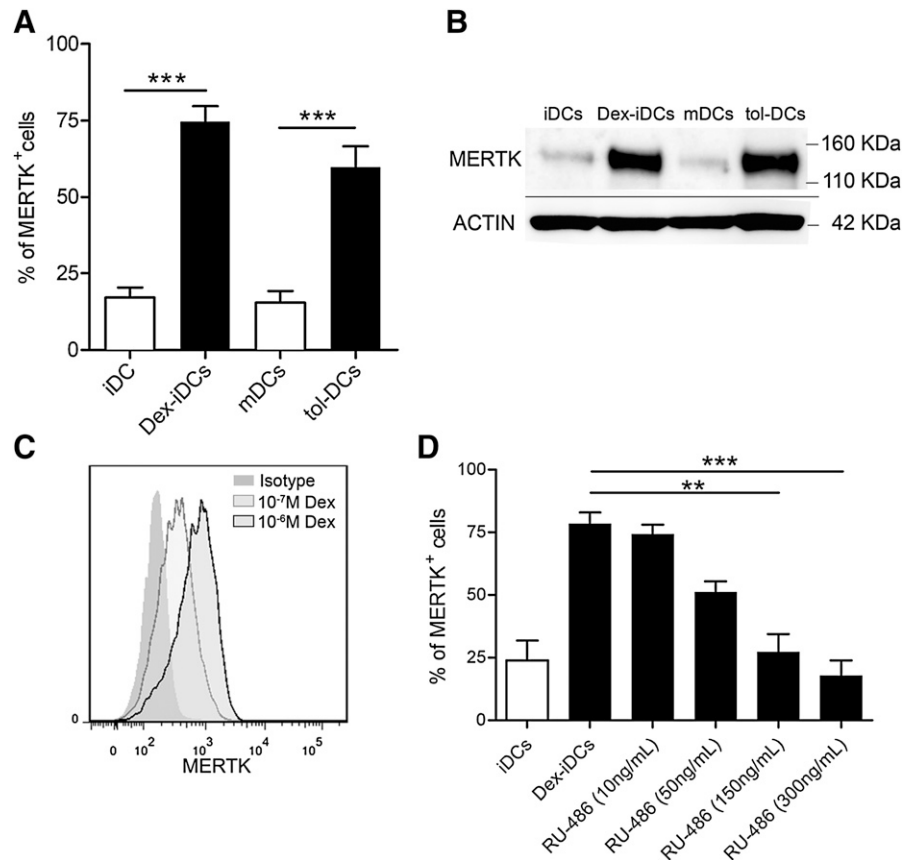 A
100
75
50
25
0
% of MERTK⁺cells
***
***
iDC
Dex-iDCs
mDCs
tol-DCs
B
iDCs Dex-iDCs mDCs tol-DCs
MERTK
160 KDa
110 KDa
ACTIN
42 KDa
C
Isotype
10⁻⁷M Dex
10⁻⁶M Dex
0
0 10² 10³ 10⁴ 10⁵
MERTK
D
100
75
50
25
0
% of MERTK⁺ cells
***
**
iDCs
Dex-iDCs
RU-486 (10ng/mL)
RU-486 (50ng/mL)
RU-486 (150ng/mL)
RU-486 (300ng/mL)